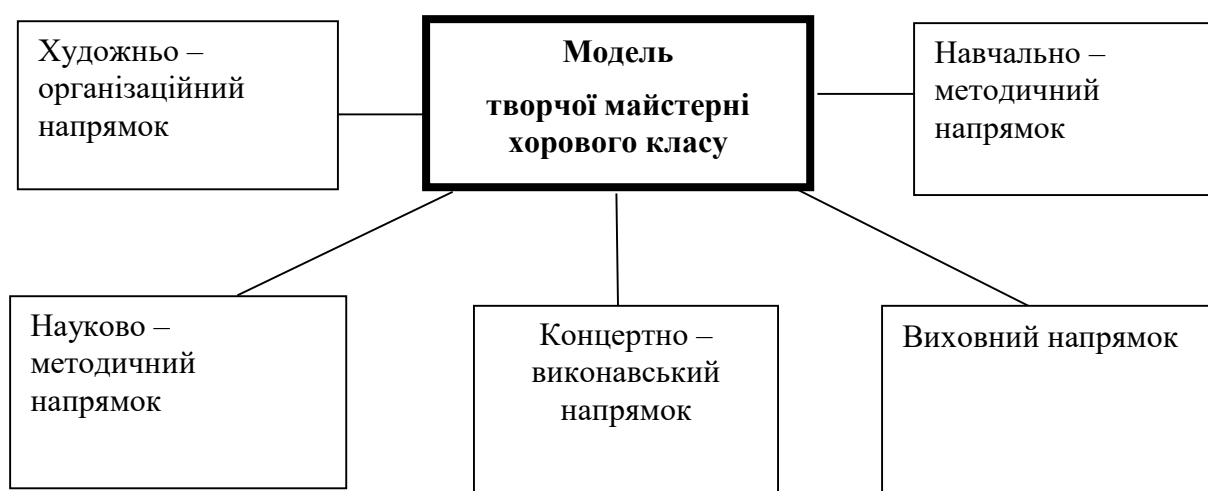 Художньо –
організаційний
напрямок
Модель
творчої майстерні
хорового класу
Навчально –
методичний
напрямок
Науково –
методичний
напрямок
Концертно –
виконавський
напрямок
Виховний напрямок